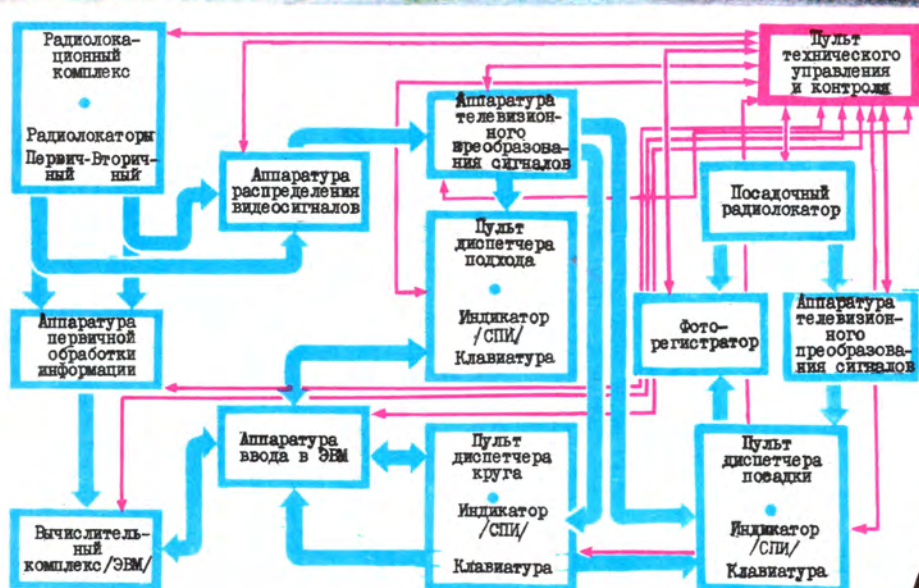 Радиолока-
ционный
комплекс
Радиолокаторы
Первич- Вторич-
ный ный
Пульт
технического
управления
и контроля
Аппаратура
телевизион-
ного
преобразова-
ния сигналов
Аппаратура
распределения
видеосигналов
Посадочный
радиолокатор
Пульт
диспетчера
подхода
Индикатор
/СПИ/
Клавиатура
Аппаратура
первичной
обработки
информации
Фото-
регистратор
Аппаратура
телевизион-
ного
преобразова-
ния сигналов
Аппаратура
ввода в ЭВМ
Пульт
диспетчера
круга
Индикатор
/СПИ/
Клавиатура
Пульт
диспетчера
посадки
Индикатор
/СПИ/
Клавиатура
Вычислитель-
ный
комплекс/ЭВМ/